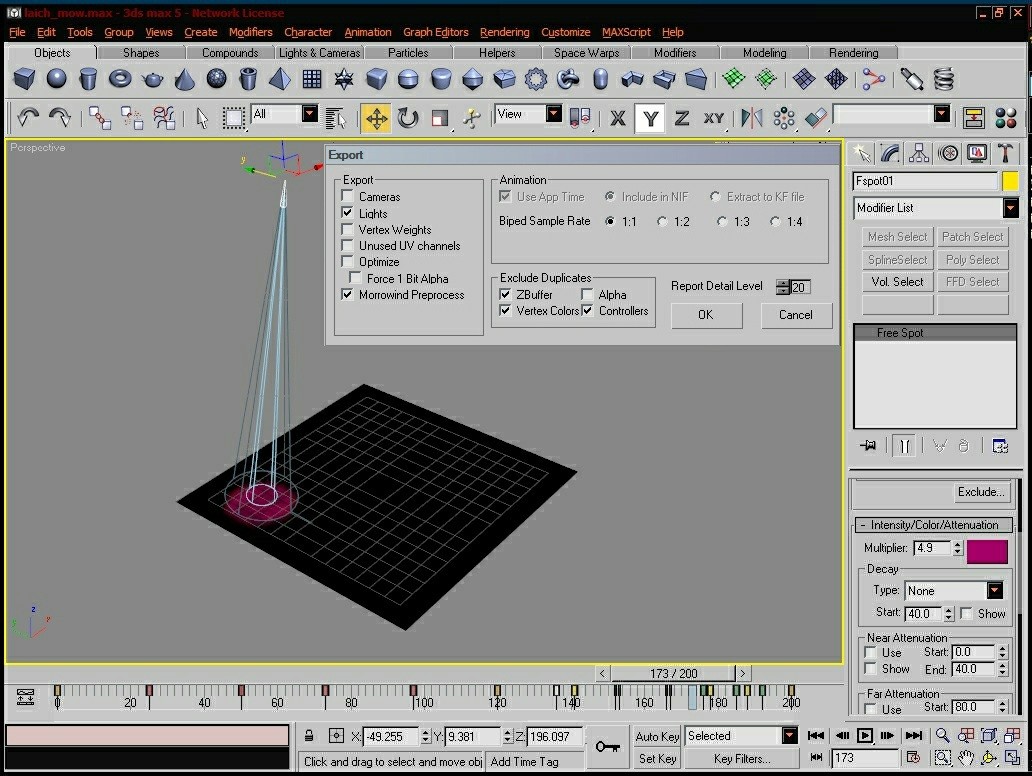 laich_mow.max - 3ds max 5 - Network License
File Edit Tools Group Views Create Modifiers Character Animation Graph Editors Rendering Customize MAXScript Help
Objects Shapes Compounds Lights & Cameras Particles Helpers Space Warps Modifiers Modeling Rendering
All View X Y Z XY
Perspective
z
y
Export
Export
Cameras
Lights
Vertex Weights
Unused UV channels
Optimize
Force 1 Bit Alpha
Morrowind Preprocess
Animation
Use App Time Include in NIF Extract to KF file
Biped Sample Rate 1:1 1:2 1:3 1:4
Exclude Duplicates
ZBuffer Alpha
Vertex Colors Controllers
Report Detail Level 20
OK Cancel
Fspot01
Modifier List
Mesh Select Patch Select
SplineSelect Poly Select
Vol. Select FFD Select
Free Spot
Exclude...
- Intensity/Color/Attenuation
Multiplier: 4.9
Decay
Type: None
Start: 40.0 Show
Near Attenuation
Use Start: 0.0
Show End: 40.0
Far Attenuation
Use Start: 80.0
z
< 173 / 200 >
0 20 40 60 80 100 120 140 160 180 200
X: -49.255 Y: 9.381 Z: 196.097
Auto Key Selected
Set Key Key Filters...
173
Click and drag to select and move obj Add Time Tag